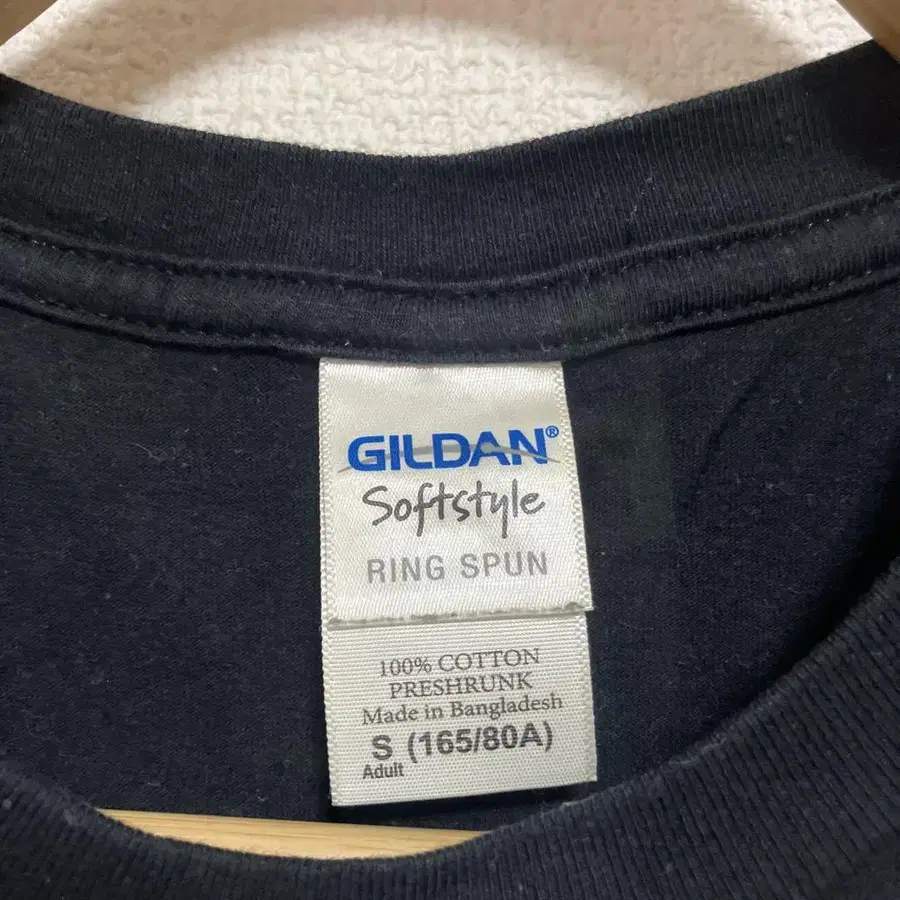 GILDAN®
Softstyle
RING SPUN
100% COTTON
PRESHRUNK
Made in Bangladesh
S (165/80A)
Adult